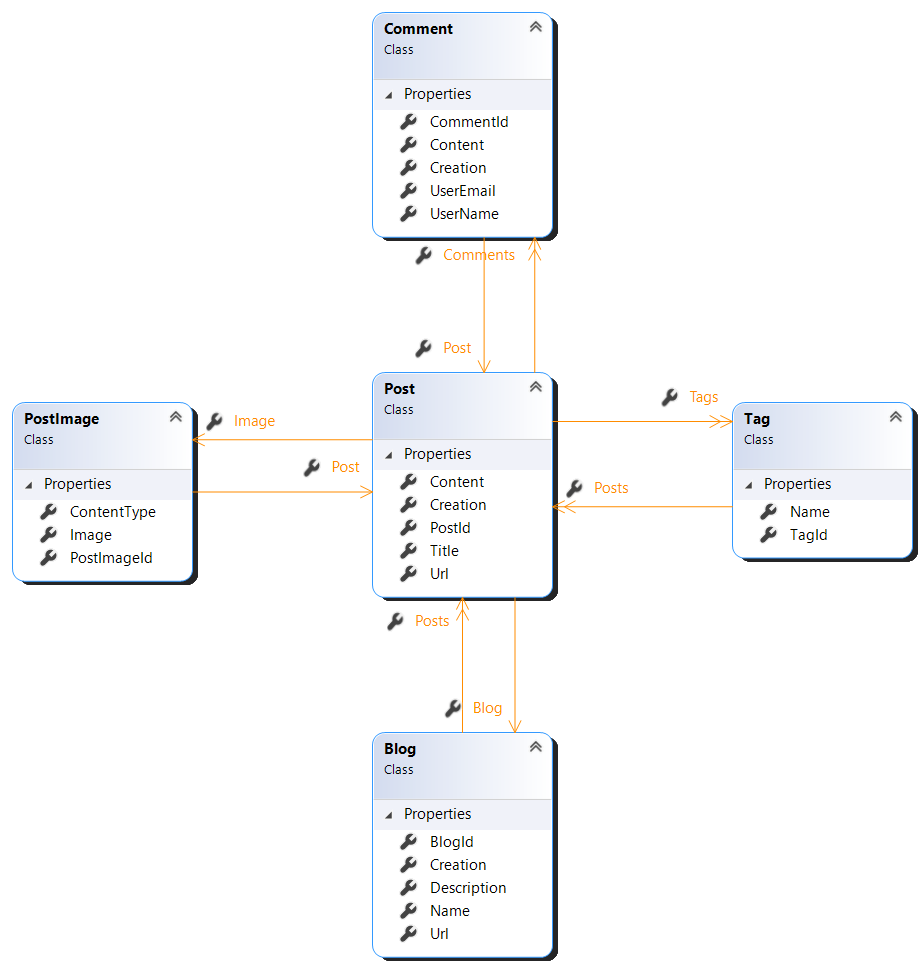 Comment
Class
Properties
CommentId
Content
Creation
UserEmail
UserName
Comments
Post
PostImage
Class
Properties
ContentType
Image
PostImageId
Image
Post
Post
Class
Properties
Content
Creation
PostId
Title
Url
Tags
Posts
Tag
Class
Properties
Name
TagId
Posts
Blog
Blog
Class
Properties
BlogId
Creation
Description
Name
Url